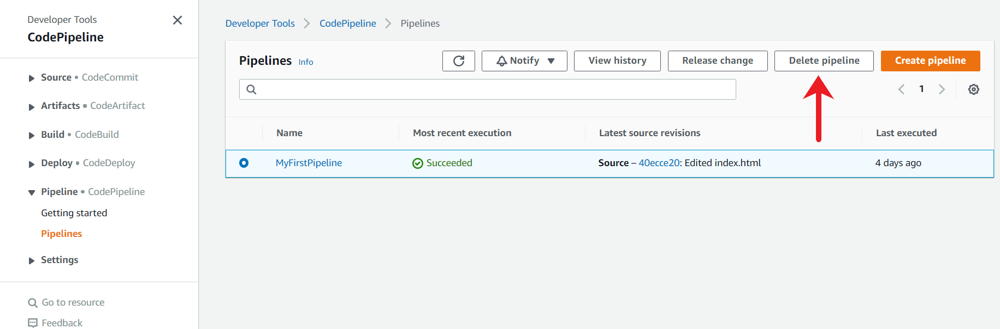 Developer Tools
CodePipeline
Source • CodeCommit
Artifacts • CodeArtifact
Build • CodeBuild
Deploy • CodeDeploy
Pipeline • CodePipeline
Getting started
Pipelines
Settings
Go to resource
Feedback
Developer Tools > CodePipeline > Pipelines
Pipelines Info
Notify
View history
Release change
Delete pipeline
Create pipeline
1
Name Most recent execution Latest source revisions Last executed
MyFirstPipeline Succeeded Source – 40ecce20: Edited index.html 4 days ago